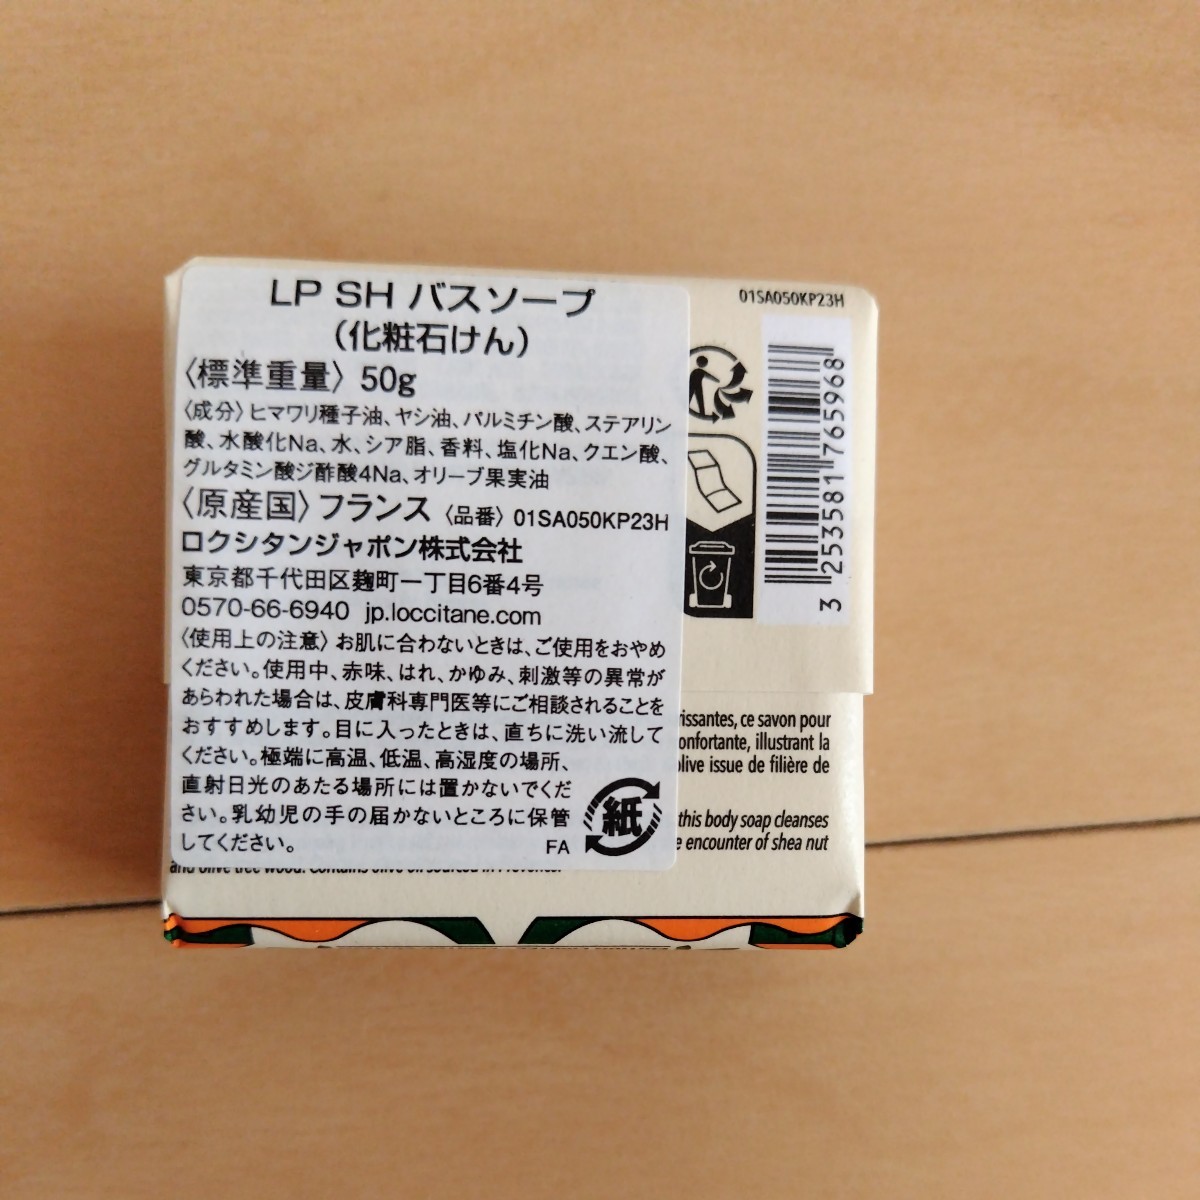 LP SH バスソープ
（化粧石けん）
〈標準重量〉 50g
〈成分〉ヒマワリ種子油、ヤシ油、パルミチン酸、ステアリン
酸、水酸化Na、水、シア脂、香料、塩化Na、クエン酸、
グルタミン酸ジ酢酸4Na、オリーブ果実油
〈原産国〉フランス 〈品番〉 01SA050KP23H
ロクシタンジャポン株式会社
東京都千代田区麹町一丁目6番4号
0570-66-6940 jp.loccitane.com
〈使用上の注意〉お肌に合わないときは、ご使用をおやめ
ください。使用中、赤味、はれ、かゆみ、刺激等の異常が
あらわれた場合は、皮膚科専門医等にご相談されることを
おすすめします。目に入ったときは、直ちに洗い流して
ください。極端に高温、低温、高湿度の場所、
直射日光のあたる場所には置かないでくだ
さい。乳幼児の手の届かないところに保管
してください。
FA
紙
01SA050KP23H
3 253581 765968
rissantes, ce savon pour
onfortante, illustrant la
olive issue de filière de
this body soap cleanses
e encounter of shea nut
and olive tree wood. Contains olive oil sourced in Provence.